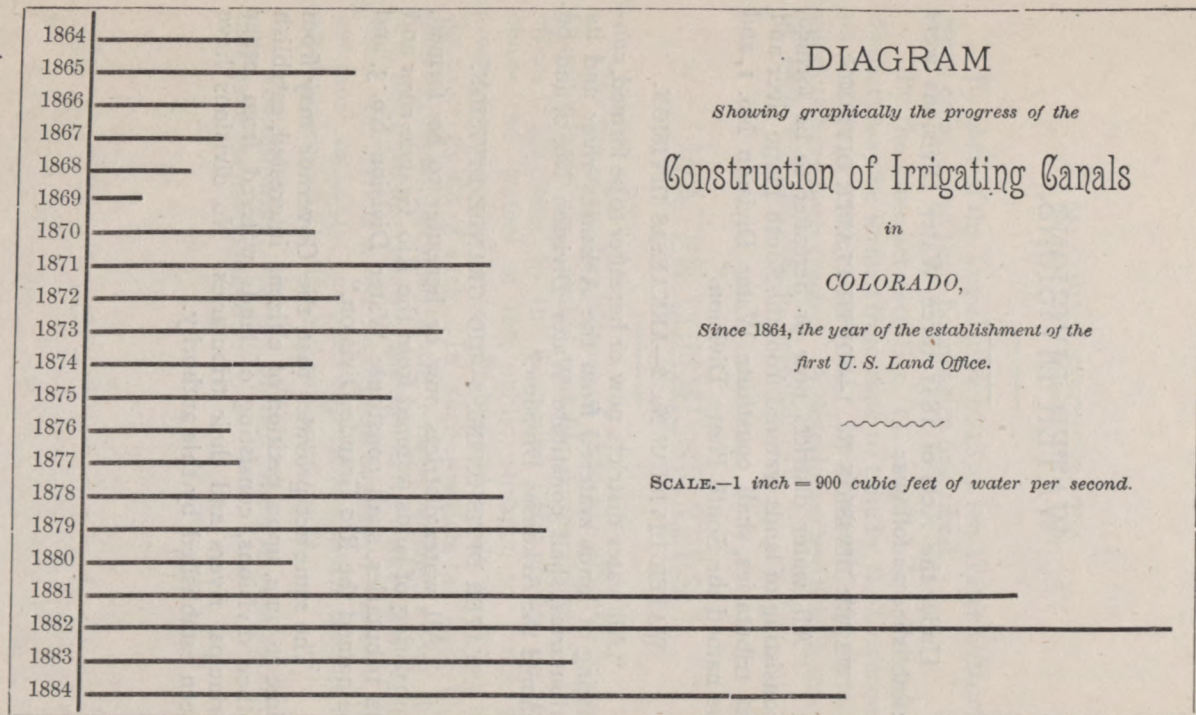 1864
1865
1866
1867
1868
1869
1870
1871
1872
1873
1874
1875
1876
1877
1878
1879
1880
1881
1882
1883
1884
DIAGRAM
Showing graphically the progress of the
Construction of Irrigating Canals
in
COLORADO,
Since 1864, the year of the establishment of the
first U. S. Land Office.
SCALE.—1 inch = 900 cubic feet of water per second.